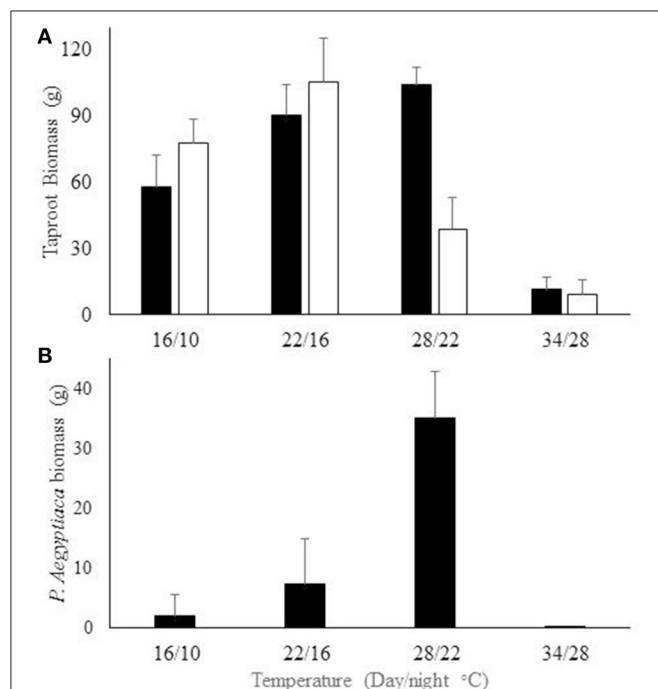 A
Taproot Biomass (g)
120
90
60
30
0
16/10 22/16 28/22 34/28
B
P. Aegyptiaca biomass (g)
40
30
20
10
0
16/10 22/16 28/22 34/28
Temperature (Day/night °C)